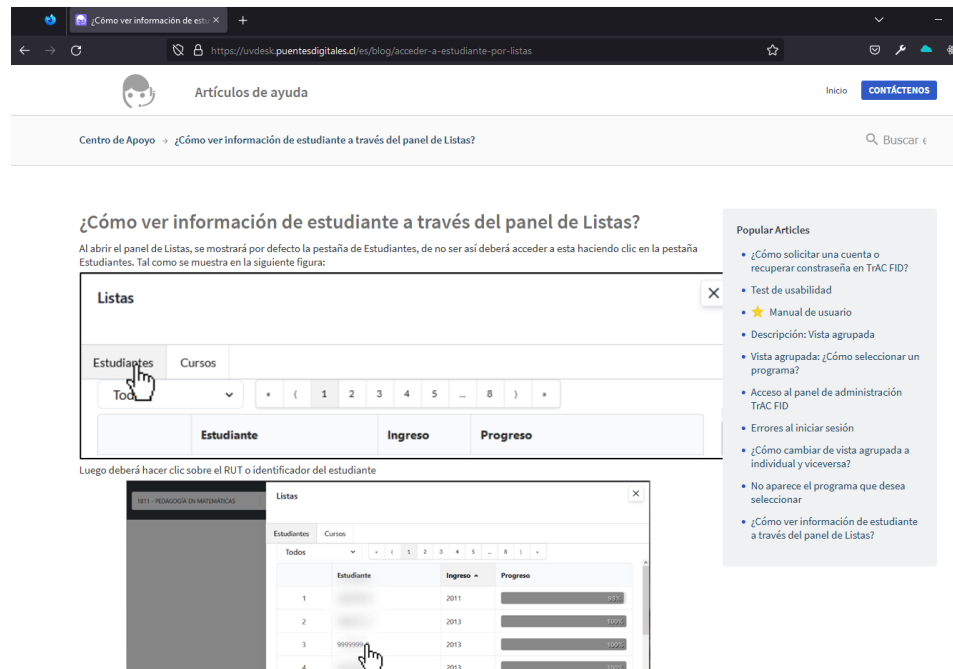 ¿Cómo ver información de estu
https://uvdesk.puentesdigitales.cl/es/blog/acceder-a-estudiante-por-listas
Artículos de ayuda
Inicio
CONTÁCTENOS
Centro de Apoyo → ¿Cómo ver información de estudiante a través del panel de Listas?
Buscar e
¿Cómo ver información de estudiante a través del panel de Listas?
Al abrir el panel de Listas, se mostrará por defecto la pestaña de Estudiantes, de no ser así deberá acceder a esta haciendo clic en la pestaña
Estudiantes. Tal como se muestra en la siguiente figura:
Listas
Estudiantes Cursos
« ⟨ 1 2 3 4 5 ... 8 ⟩ »
Estudiante Ingreso Progreso
Luego deberá hacer clic sobre el RUT o identificador del estudiante
1811 - PEDAGOGÍA EN MATEMÁTICAS
Listas
Estudiantes Cursos
Todos « ⟨ 1 2 3 4 5 ... 8 ⟩ »
Estudiante Ingreso Progreso
1 2011 98%
2 2013 100%
3 9999999 2013 100%
4 2013 100%
Popular Articles
¿Cómo solicitar una cuenta o
recuperar constraseña en TrAC FID?
Test de usabilidad
⭐ Manual de usuario
Descripción: Vista agrupada
Vista agrupada: ¿Cómo seleccionar un
programa?
Acceso al panel de administración
TrAC FID
Errores al iniciar sesión
¿Cómo cambiar de vista agrupada a
individual y viceversa?
No aparece el programa que desea
seleccionar
¿Cómo ver información de estudiante
a través del panel de Listas?